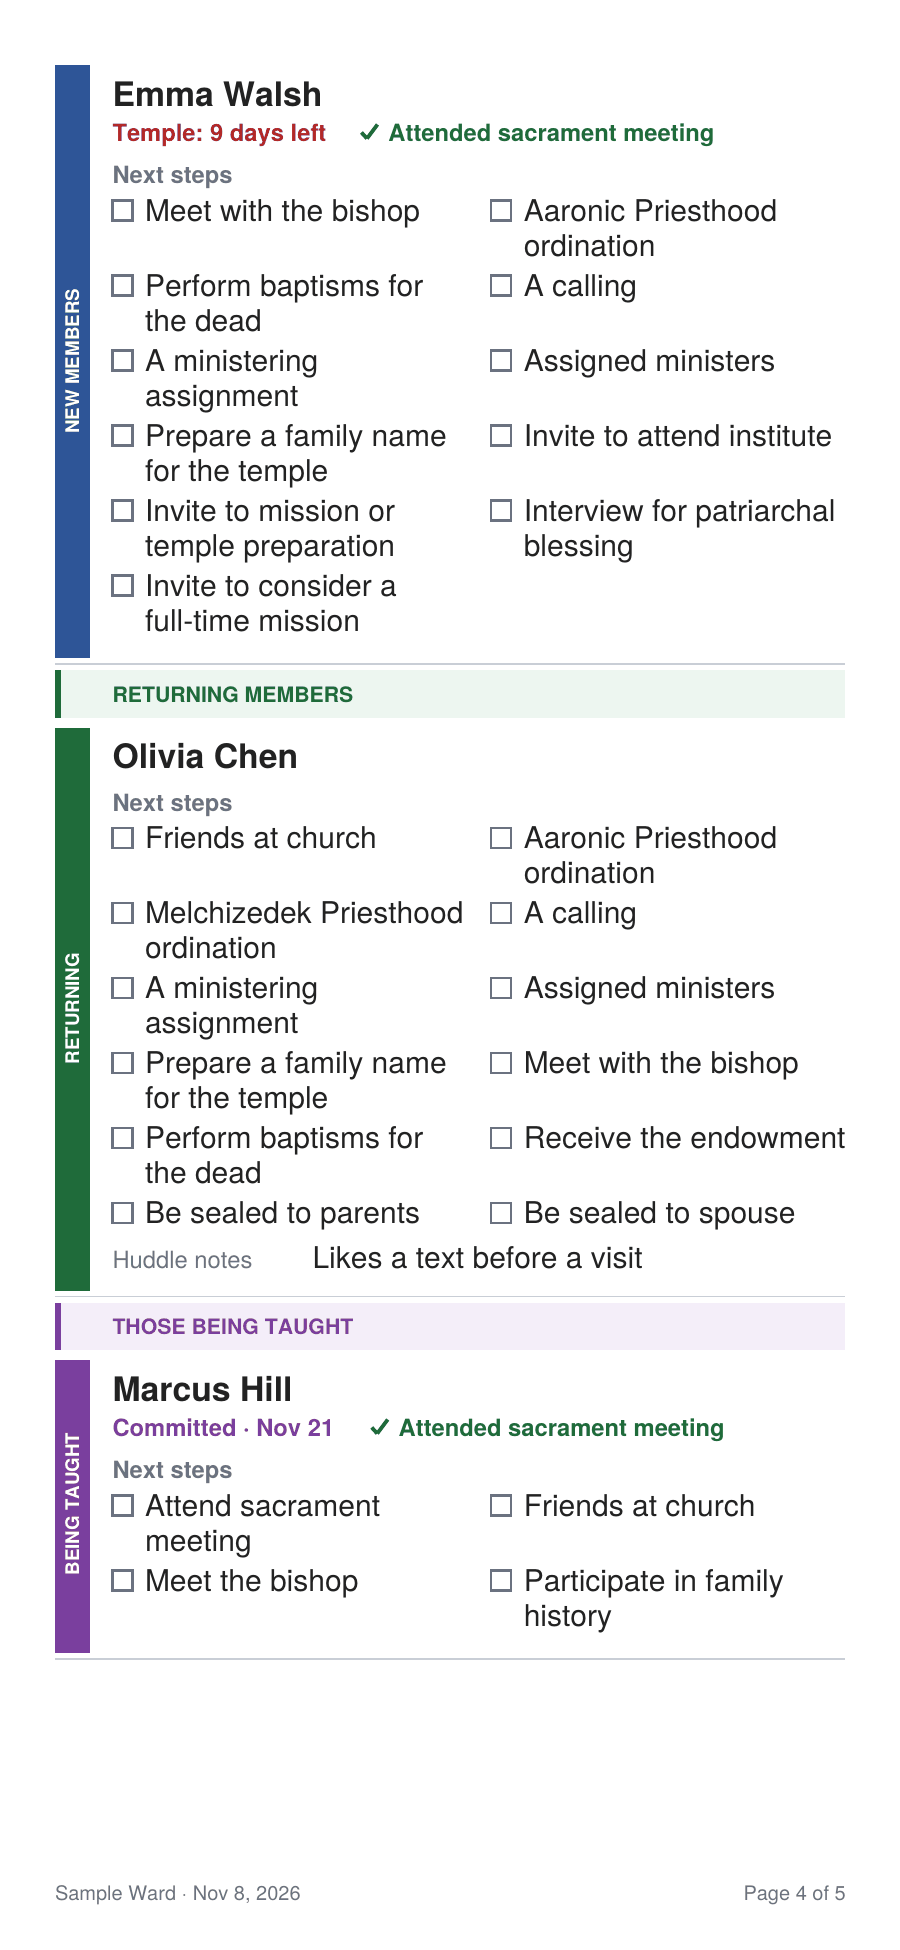 NEW MEMBERS
Emma Walsh
Temple: 9 days left ✓ Attended sacrament meeting
Next steps
Meet with the bishop
Aaronic Priesthood
ordination
Perform baptisms for
the dead
A calling
A ministering
assignment
Assigned ministers
Prepare a family name
for the temple
Invite to attend institute
Invite to mission or
temple preparation
Interview for patriarchal
blessing
Invite to consider a
full-time mission
RETURNING MEMBERS
RETURNING
Olivia Chen
Next steps
Friends at church
Aaronic Priesthood
ordination
Melchizedek Priesthood
ordination
A calling
A ministering
assignment
Assigned ministers
Prepare a family name
for the temple
Meet with the bishop
Perform baptisms for
the dead
Receive the endowment
Be sealed to parents
Be sealed to spouse
Huddle notes Likes a text before a visit
THOSE BEING TAUGHT
BEING TAUGHT
Marcus Hill
Committed · Nov 21 ✓ Attended sacrament meeting
Next steps
Attend sacrament
meeting
Friends at church
Meet the bishop
Participate in family
history
Sample Ward · Nov 8, 2026
Page 4 of 5